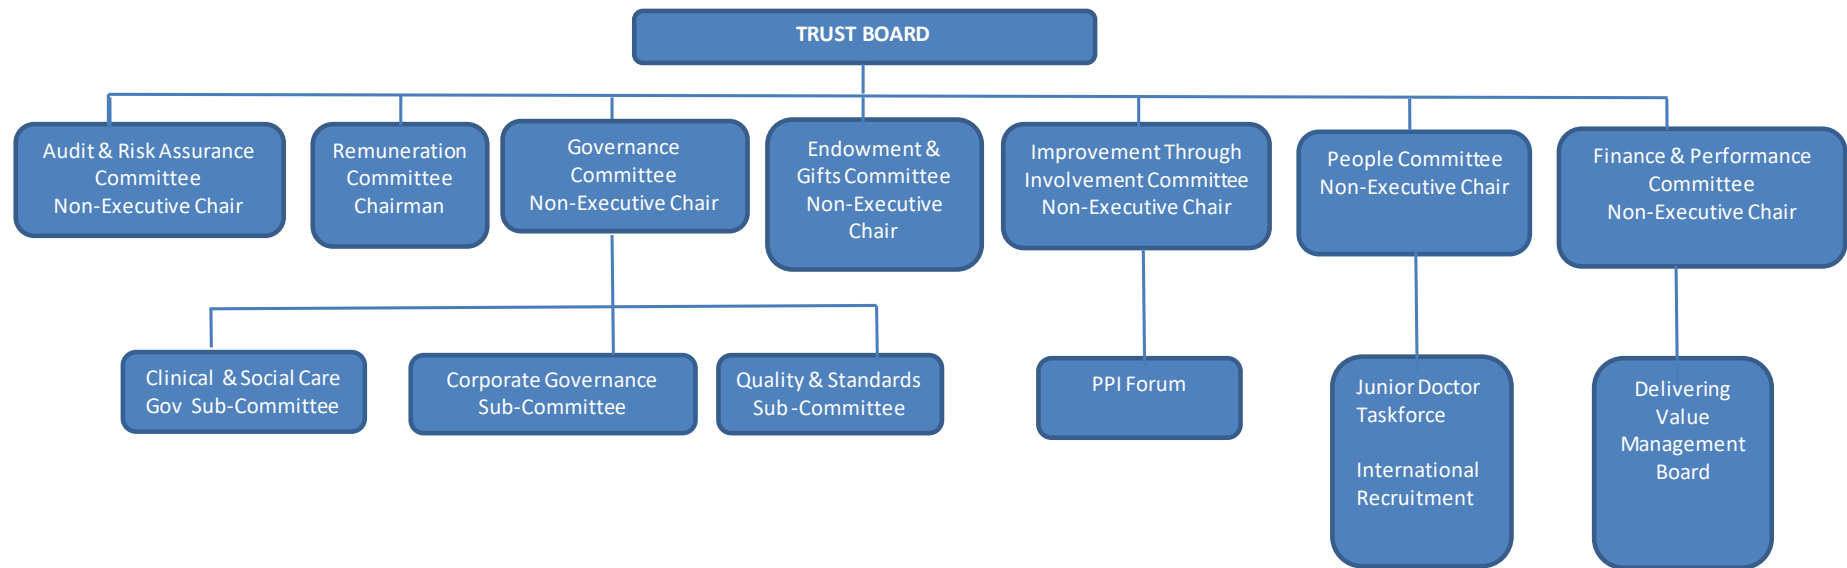 TRUST BOARD
Audit & Risk Assurance
Committee
Non-Executive Chair
Remuneration
Committee
Chairman
Governance
Committee
Non-Executive Chair
Endowment &
Gifts Committee
Non-Executive
Chair
Improvement Through
Involvement Committee
Non-Executive Chair
People Committee
Non-Executive Chair
Finance & Performance
Committee
Non-Executive Chair
Clinical & Social Care
Gov Sub-Committee
Corporate Governance
Sub-Committee
Quality & Standards
Sub-Committee
PPI Forum
Junior Doctor
Taskforce
International
Recruitment
Delivering
Value
Management
Board